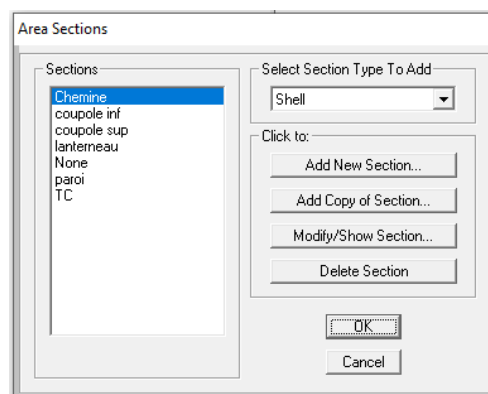 Area Sections
Sections
Chemine
coupole inf
coupole sup
lanterneau
None
paroi
TC
Select Section Type To Add
Shell
Click to:
Add New Section...
Add Copy of Section...
Modify/Show Section...
Delete Section
OK
Cancel